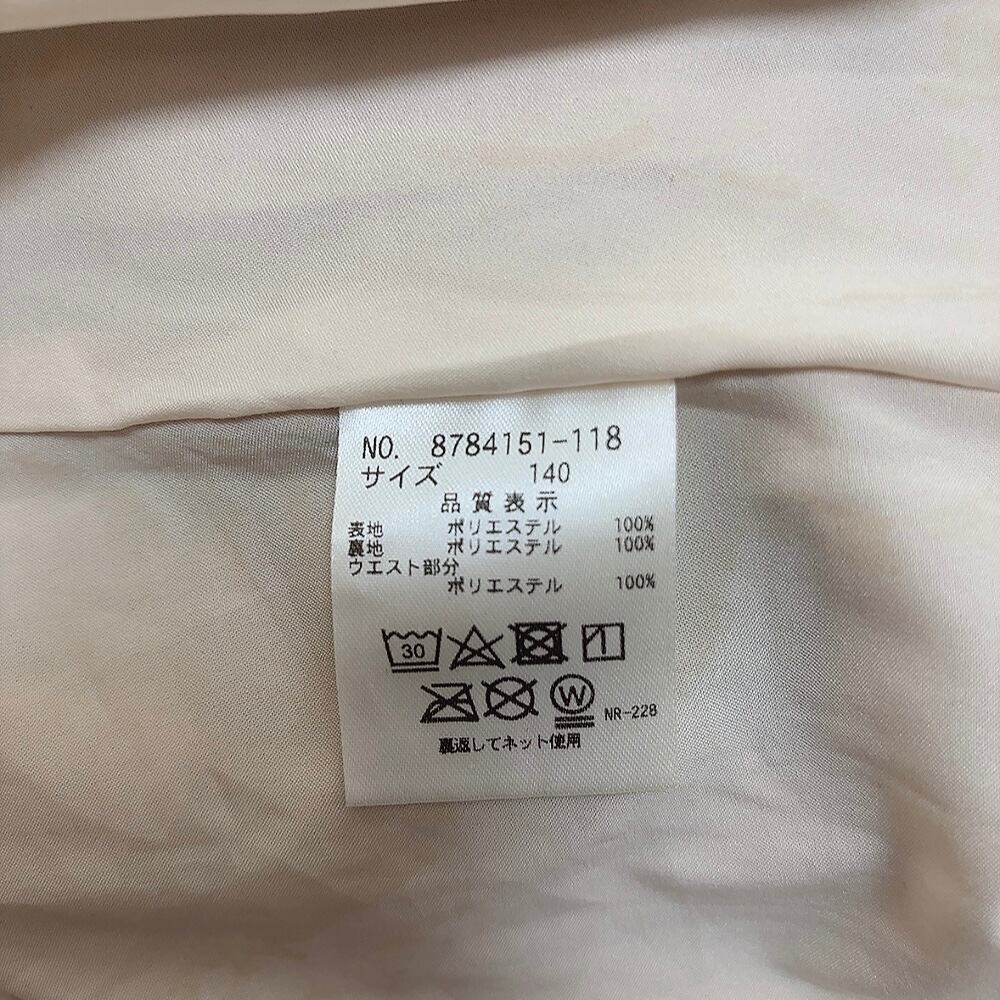 NO. 8784151-118
サイズ 140
品質表示
表地 ポリエステル 100%
裏地 ポリエステル 100%
ウエスト部分
ポリエステル 100%
30
W NR-228
裏返してネット使用